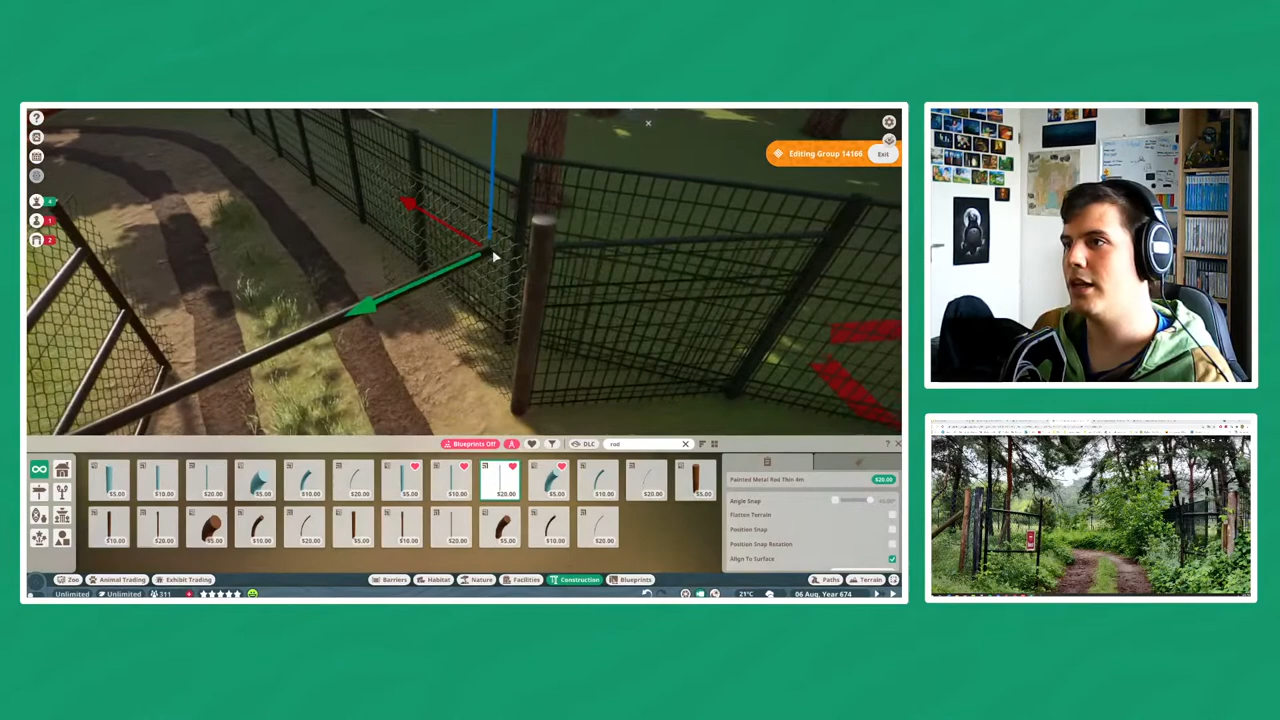 Editing Group 14166
Exit
4
1
2
Blueprints Off
DLC
rod
$5.00
$10.00
$20.00
$5.00
$10.00
$20.00
$5.00
$10.00
$20.00
$5.00
$10.00
$20.00
$5.00
$10.00
$20.00
$5.00
$10.00
$20.00
$5.00
$10.00
$20.00
$5.00
$10.00
$20.00
Painted Metal Rod Thin 4m
$20.00
Angle Snap
Flatten Terrain
Position Snap
Position Snap Rotation
Align To Surface
Zoo
Animal Trading
Exhibit Trading
Barriers
Habitat
Nature
Facilities
Construction
Blueprints
Paths
Terrain
Unlimited
Unlimited
311
21°C
06 Aug, Year 674